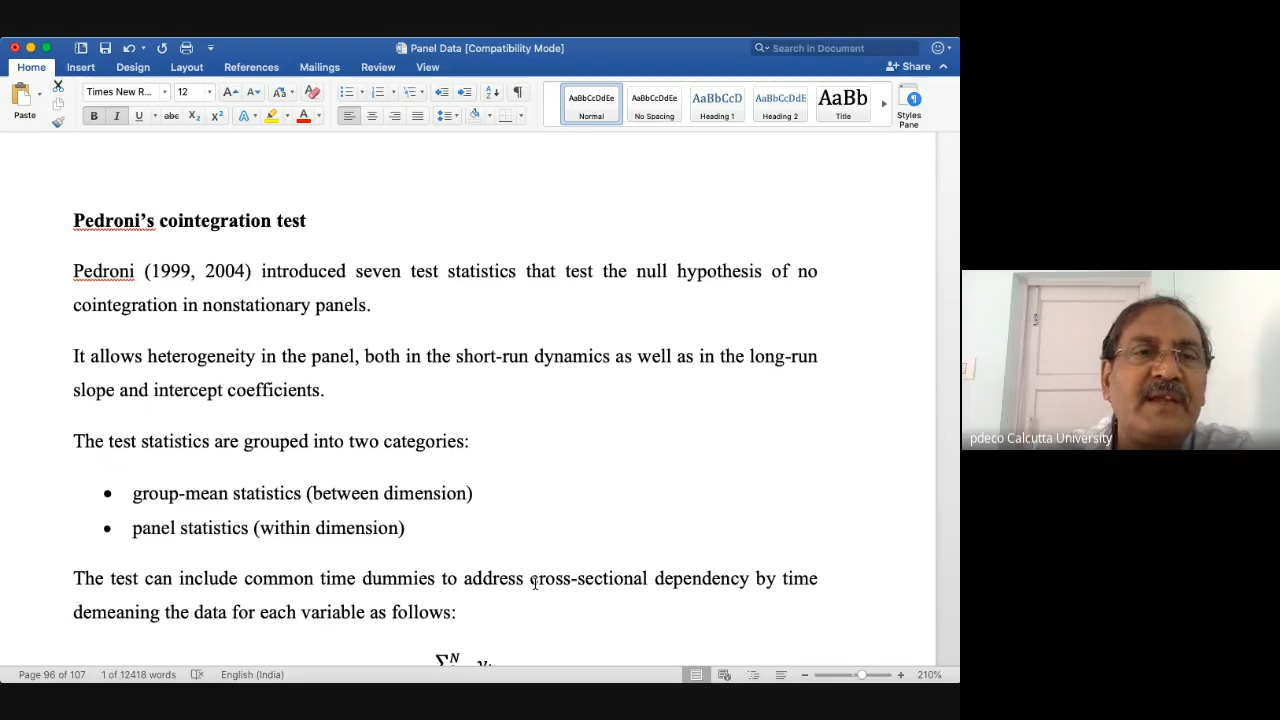 Panel Data [Compatibility Mode]
Search in Document
Home Insert Design Layout References Mailings Review View
Share
Paste
Times New R... 12
B I U abc X₂ X² A A
AaBbCcDdEe AaBbCcDdEe AaBbCcD AaBbCcDdE AaBb
Normal No Spacing Heading 1 Heading 2 Title
Styles
Pane
Pedroni’s cointegration test
Pedroni (1999, 2004) introduced seven test statistics that test the null hypothesis of no
cointegration in nonstationary panels.
It allows heterogeneity in the panel, both in the short-run dynamics as well as in the long-run
slope and intercept coefficients.
The test statistics are grouped into two categories:
• group-mean statistics (between dimension)
• panel statistics (within dimension)
The test can include common time dummies to address cross-sectional dependency by time
demeaning the data for each variable as follows:
pdeco Calcutta University
Page 96 of 107 1 of 12418 words English (India) 210%